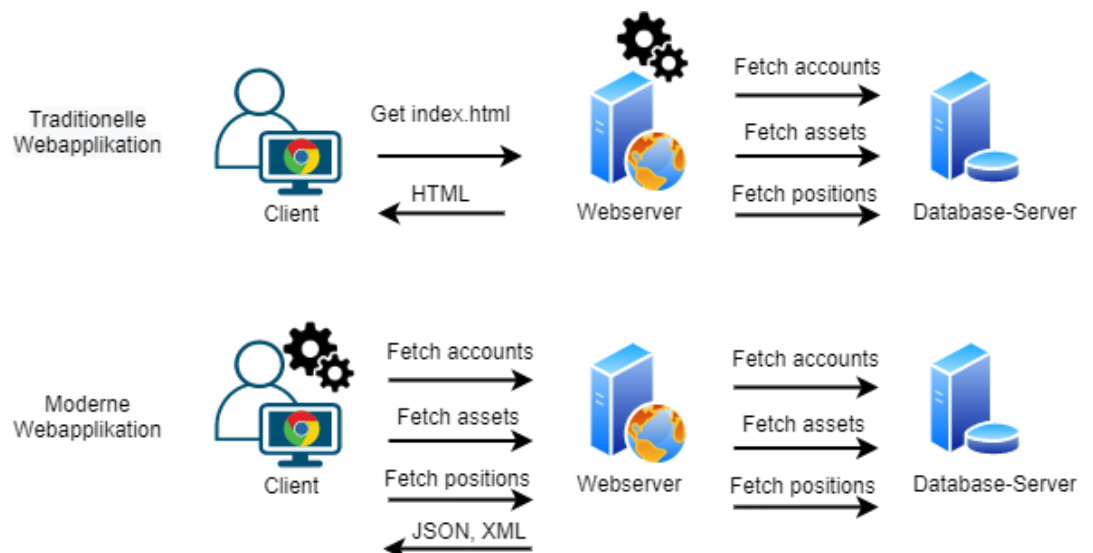 Traditionelle
Webapplikation
Get index.html
HTML
Client
Webserver
Fetch accounts
Fetch assets
Fetch positions
Database-Server
Moderne
Webapplikation
Fetch accounts
Fetch assets
Fetch positions
JSON, XML
Client
Webserver
Fetch accounts
Fetch assets
Fetch positions
Database-Server